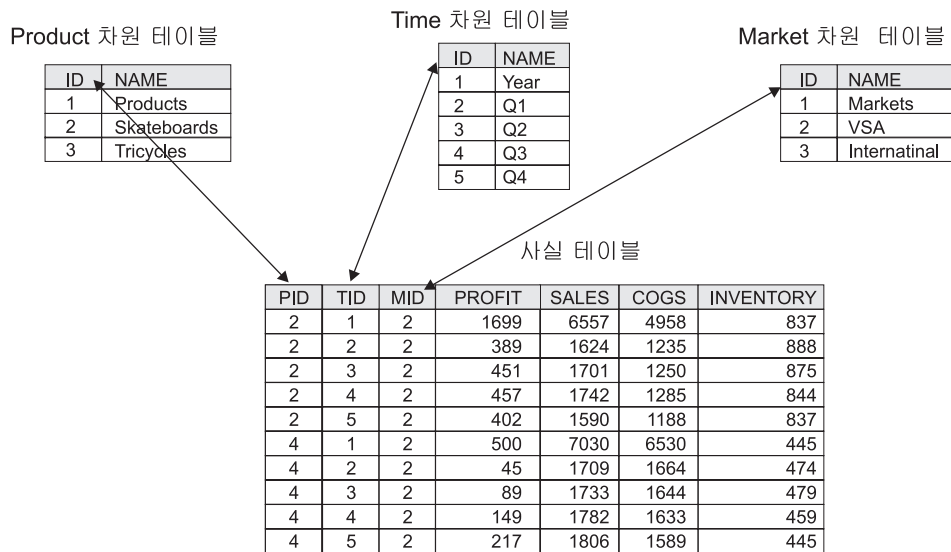 Time 차원 테이블
Product 차원 테이블
Market 차원 테이블
ID NAME
1 Products
2 Skateboards
3 Tricycles
ID NAME
1 Year
2 Q1
3 Q2
4 Q3
5 Q4
ID NAME
1 Markets
2 VSA
3 Internatinal
사실 테이블
PID TID MID PROFIT SALES COGS INVENTORY
2 1 2 1699 6557 4958 837
2 2 2 389 1624 1235 888
2 3 2 451 1701 1250 875
2 4 2 457 1742 1285 844
2 5 2 402 1590 1188 837
4 1 2 500 7030 6530 445
4 2 2 45 1709 1664 474
4 3 2 89 1733 1644 479
4 4 2 149 1782 1633 459
4 5 2 217 1806 1589 445